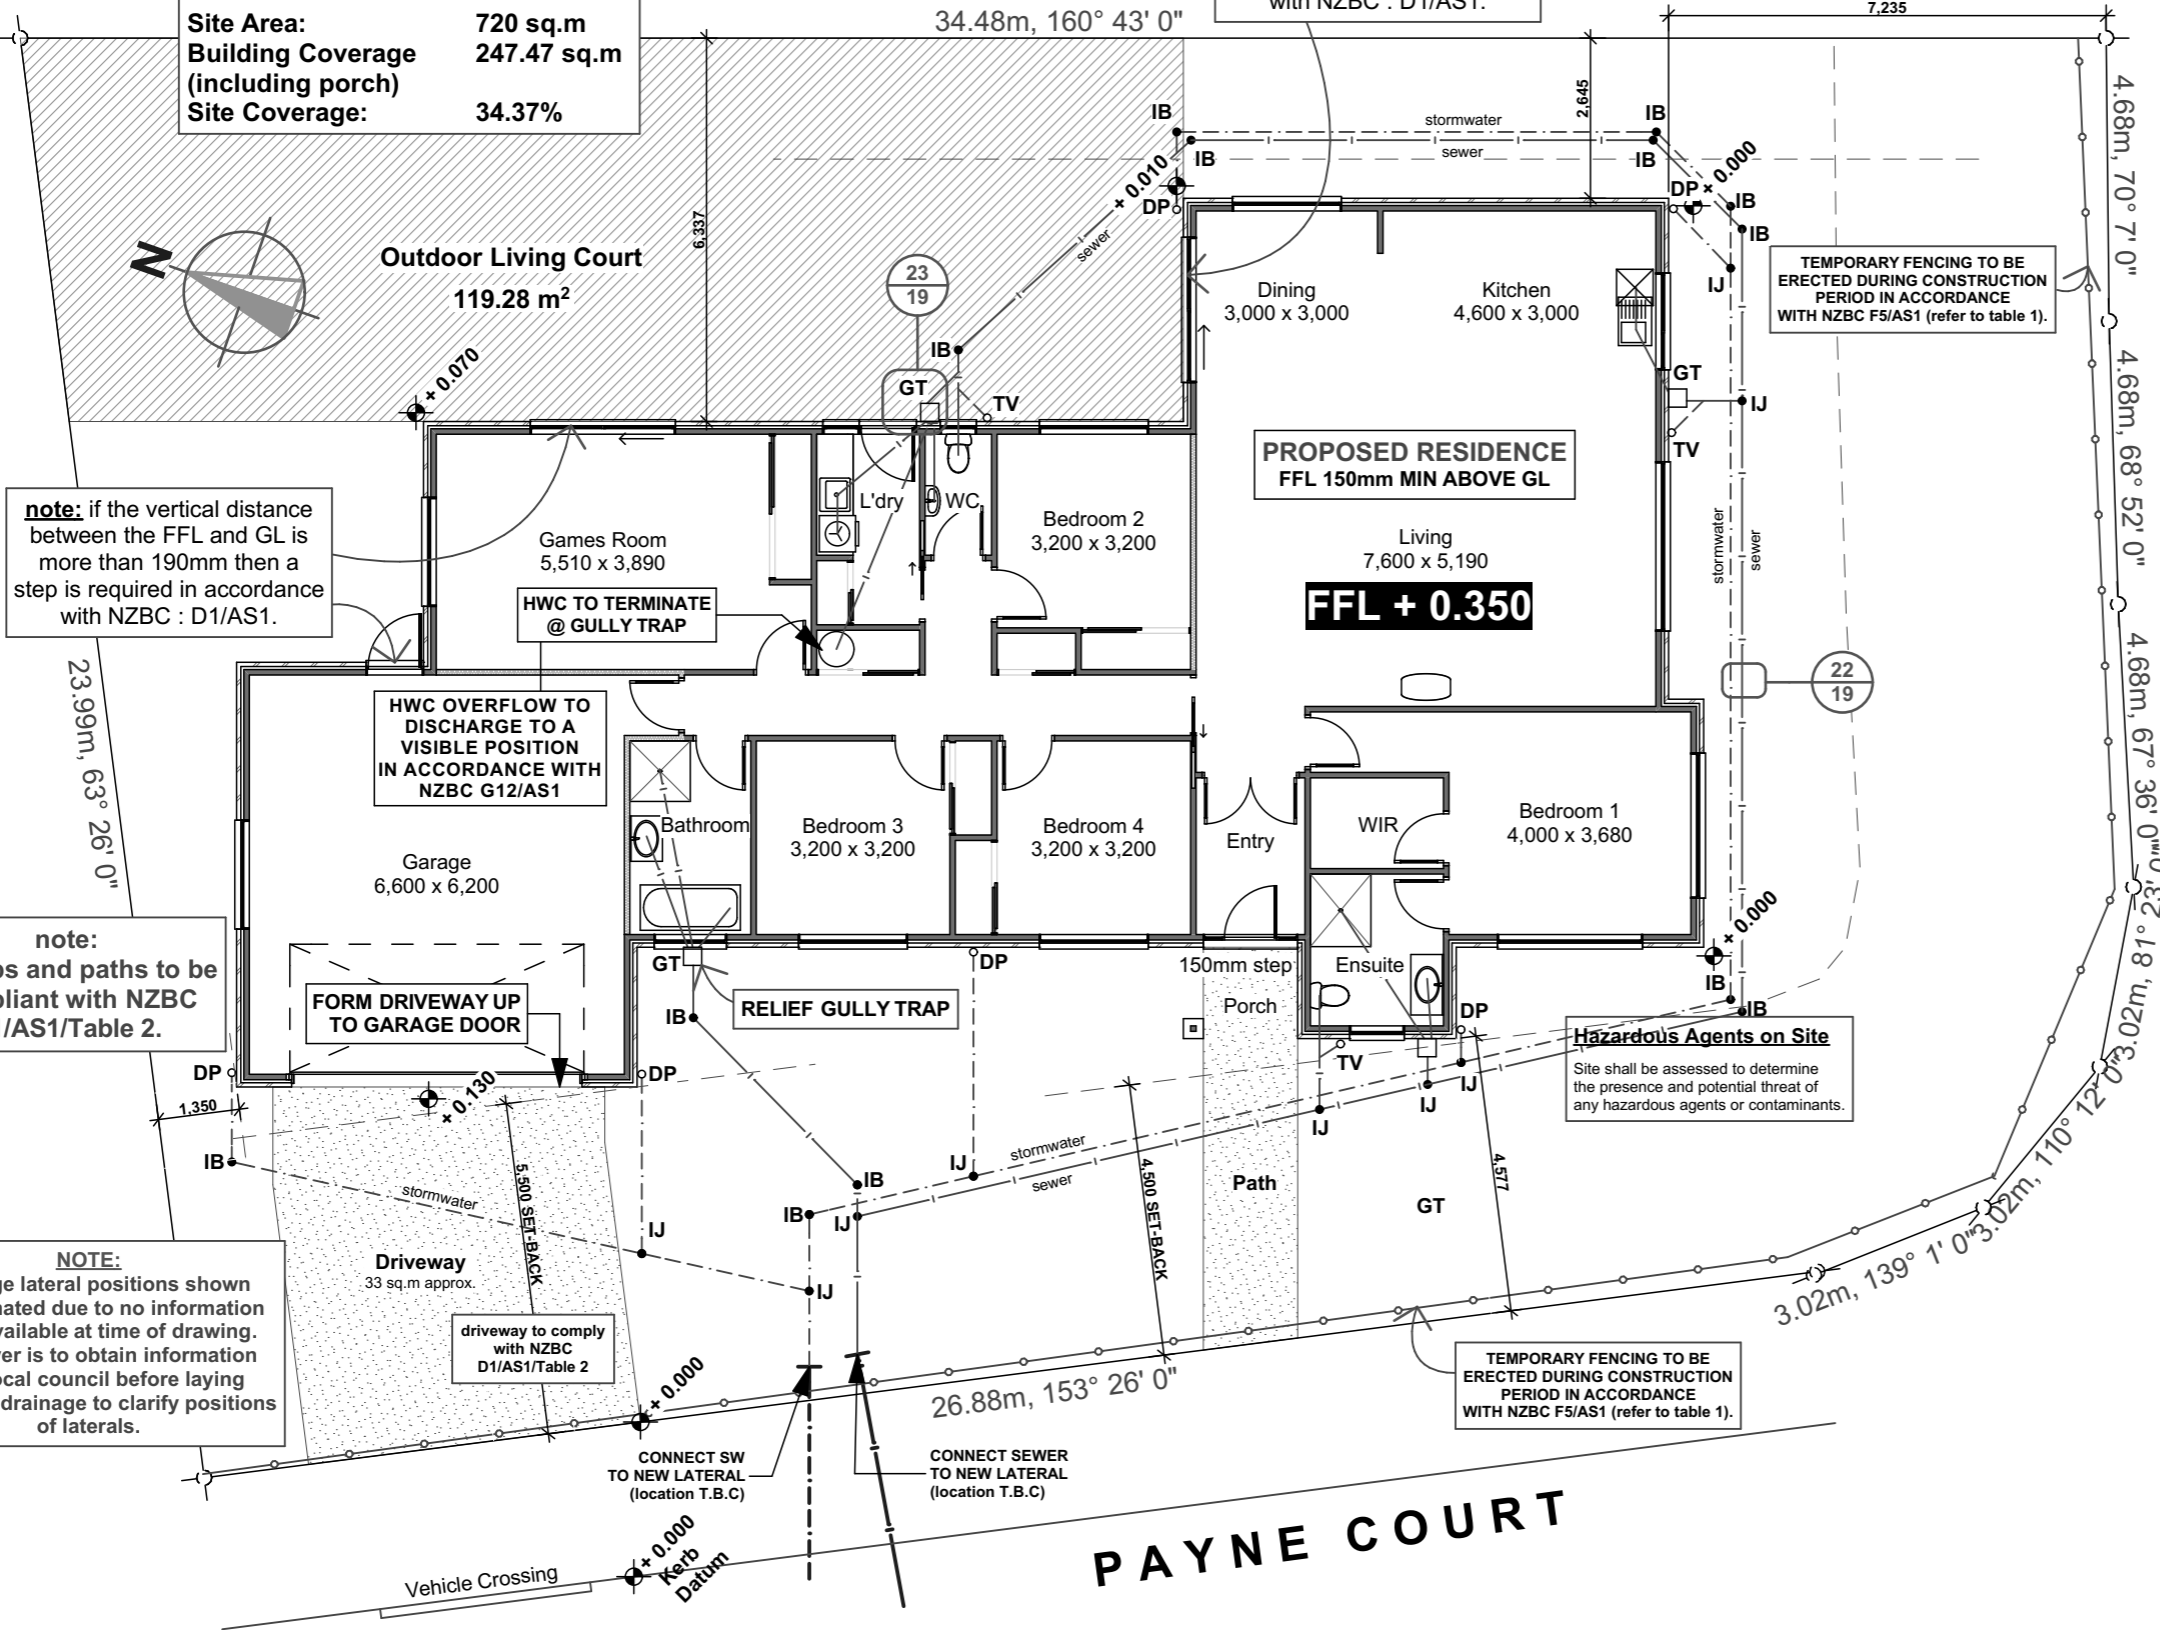 Site Area: 720 sq.m
Building Coverage 247.47 sq.m
(including porch)
Site Coverage: 34.37%
34.48m, 160° 43' 0"
with NZBC : D1/AS1.
7,235
2,645
6,337
4.68m, 70° 7' 0"
4.68m, 68° 52' 0"
4.68m, 67° 36' 0"
3.02m, 81° 23' 0"
3.02m, 110° 12' 0"
3.02m, 139° 1' 0"
26.88m, 153° 26' 0"
23.99m, 63° 26' 0"
N
Outdoor Living Court
119.28 m²
+ 0.070
+ 0.010
+ 0.000
IB
IB
stormwater
sewer
IB
IB
DP
sewer
DP
IB
IB
IJ
23
19
IB
GT
TV
Dining
3,000 x 3,000
Kitchen
4,600 x 3,000
TEMPORARY FENCING TO BE
ERECTED DURING CONSTRUCTION
PERIOD IN ACCORDANCE
WITH NZBC F5/AS1 (refer to table 1).
GT
IJ
TV
PROPOSED RESIDENCE
FFL 150mm MIN ABOVE GL
note: if the vertical distance
between the FFL and GL is
more than 190mm then a
step is required in accordance
with NZBC : D1/AS1.
Games Room
5,510 x 3,890
L'dry
WC
Bedroom 2
3,200 x 3,200
Living
7,600 x 5,190
FFL + 0.350
stormwater
sewer
HWC TO TERMINATE
@ GULLY TRAP
22
19
HWC OVERFLOW TO
DISCHARGE TO A
VISIBLE POSITION
IN ACCORDANCE WITH
NZBC G12/AS1
Garage
6,600 x 6,200
Bathroom
Bedroom 3
3,200 x 3,200
Bedroom 4
3,200 x 3,200
Entry
WIR
Bedroom 1
4,000 x 3,680
+ 0.000
note:
s and paths to be
liant with NZBC
/AS1/Table 2.
FORM DRIVEWAY UP
TO GARAGE DOOR
GT
IB
RELIEF GULLY TRAP
DP
150mm step
Porch
Ensuite
DP
TV
IJ
IJ
IJ
IB
IB
Hazardous Agents on Site
Site shall be assessed to determine
the presence and potential threat of
any hazardous agents or contaminants.
DP
1,350
+ 0.130
DP
IB
stormwater
5,500 SET-BACK
IJ
IB
IB
IJ
IJ
IJ
stormwater
sewer
4,500 SET-BACK
Path
GT
4,577
Driveway
33 sq.m approx.
driveway to comply
with NZBC
D1/AS1/Table 2
NOTE:
ge lateral positions shown
ated due to no information
ailable at time of drawing.
er is to obtain information
ocal council before laying
drainage to clarify positions
of laterals.
+ 0.000
CONNECT SW
TO NEW LATERAL
(location T.B.C)
CONNECT SEWER
TO NEW LATERAL
(location T.B.C)
TEMPORARY FENCING TO BE
ERECTED DURING CONSTRUCTION
PERIOD IN ACCORDANCE
WITH NZBC F5/AS1 (refer to table 1).
+ 0.000
Kerb
Datum
Vehicle Crossing
PAYNE COURT